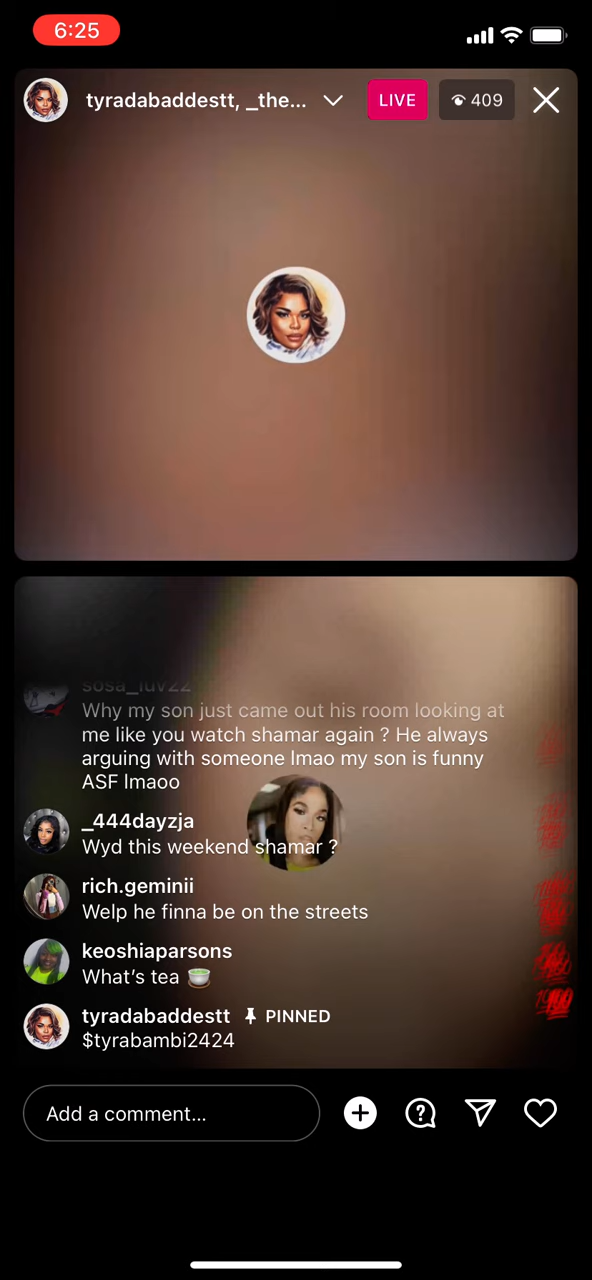 6:25
tyradabaddestt, _the...
LIVE
409
sosa_luv22
Why my son just came out his room looking at
me like you watch shamar again ? He always
arguing with someone lmao my son is funny
ASF lmaoo
_444dayzja
Wyd this weekend shamar ?
rich.geminii
Welp he finna be on the streets
keoshiaparsons
What's tea 🍵
tyradabaddestt PINNED
$tyrabambi2424
Add a comment...